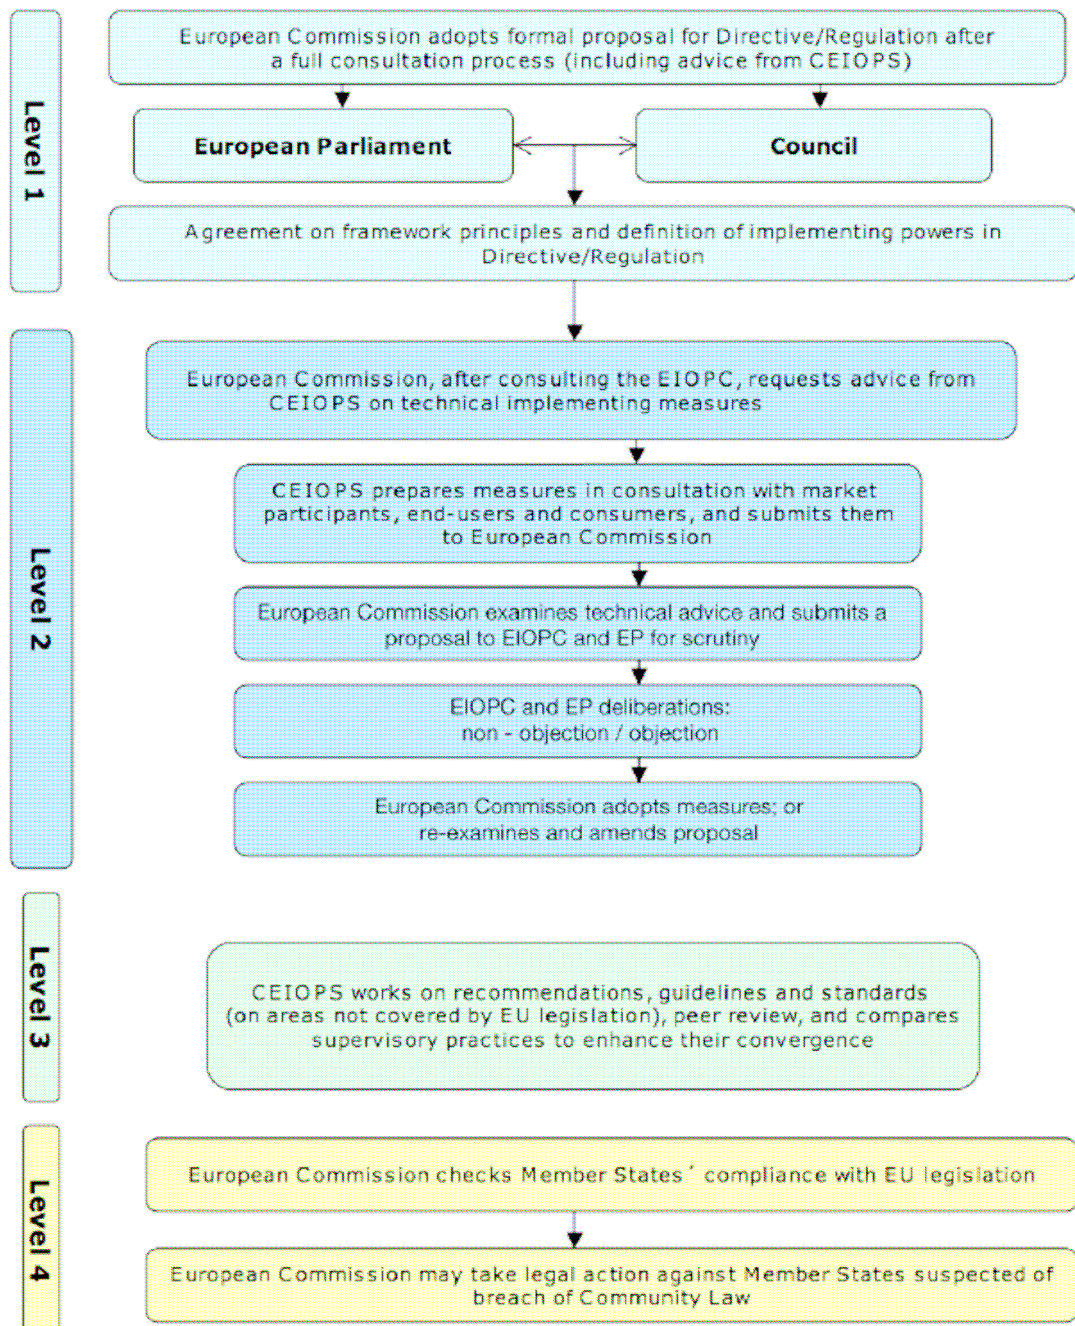 Level 1
European Commission adopts formal proposal for Directive/Regulation after
a full consultation process (including advice from CEIOPS)
European Parliament
Council
Agreement on framework principles and definition of implementing powers in
Directive/Regulation
Level 2
European Commission, after consulting the EIOPC, requests advice from
CEIOPS on technical implementing measures
CEIOPS prepares measures in consultation with market
participants, end-users and consumers, and submits them
to European Commission
European Commission examines technical advice and submits a
proposal to EIOPC and EP for scrutiny
EIOPC and EP deliberations:
non - objection / objection
European Commission adopts measures; or
re-examines and amends proposal
Level 3
CEIOPS works on recommendations, guidelines and standards
(on areas not covered by EU legislation), peer review, and compares
supervisory practices to enhance their convergence
Level 4
European Commission checks Member States´ compliance with EU legislation
European Commission may take legal action against Member States suspected of
breach of Community Law